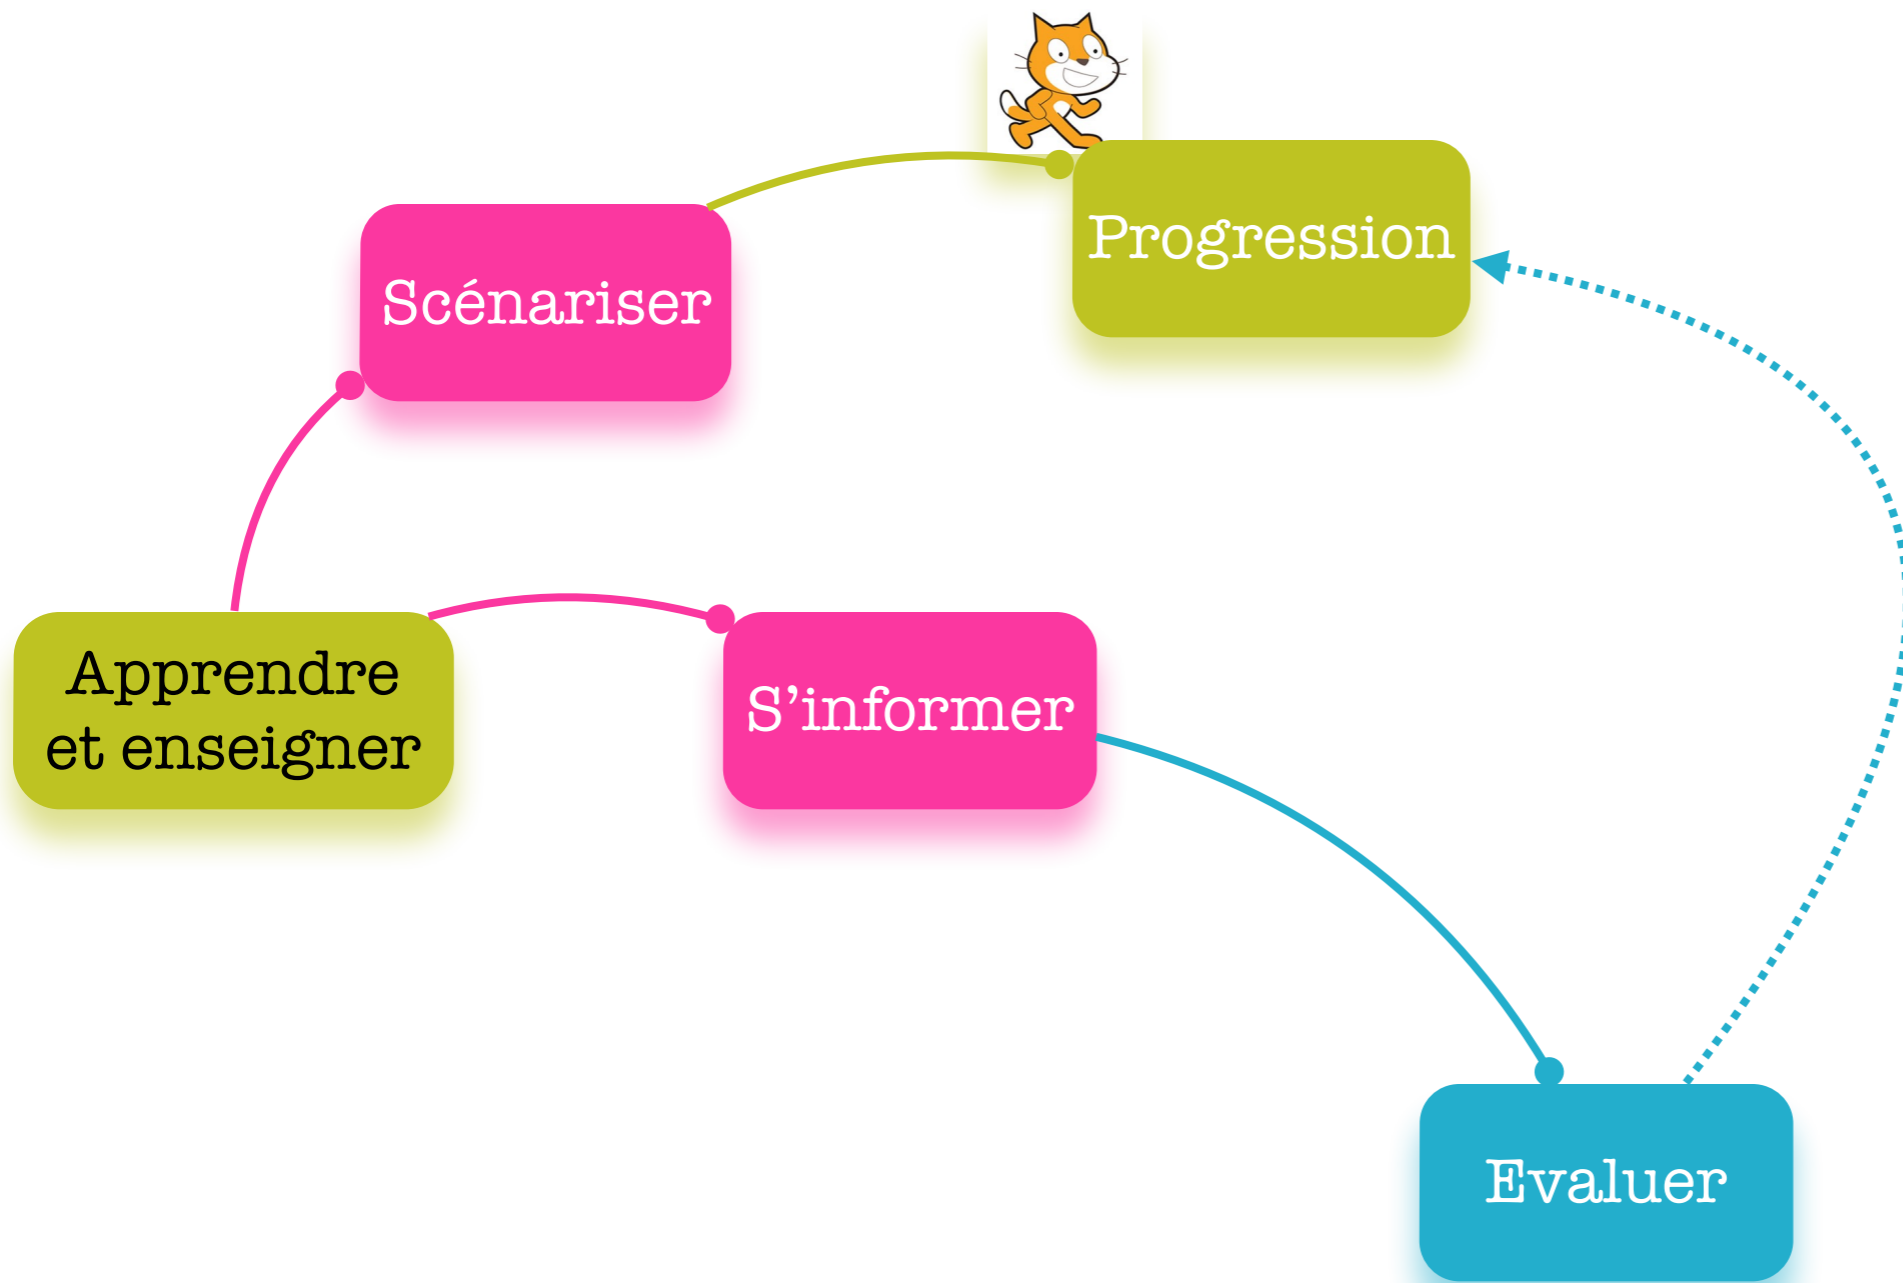 Progression
Scénariser
Apprendre
et enseigner
S’informer
Evaluer